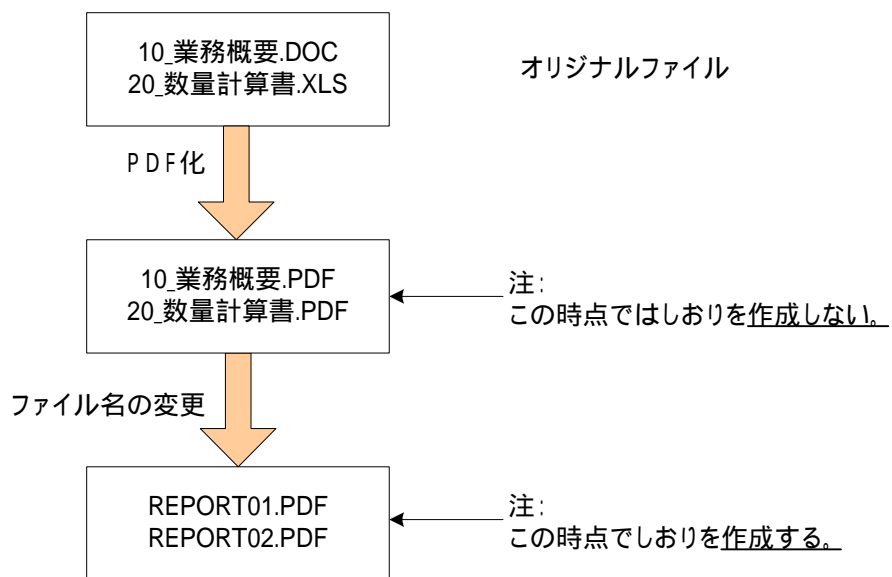 10_業務概要.DOC
20_数量計算書.XLS
オリジナルファイル
PDF化
10_業務概要.PDF
20_数量計算書.PDF
注:
この時点ではしおりを作成しない。
ファイル名の変更
REPORT01.PDF
REPORT02.PDF
注:
この時点でしおりを作成する。